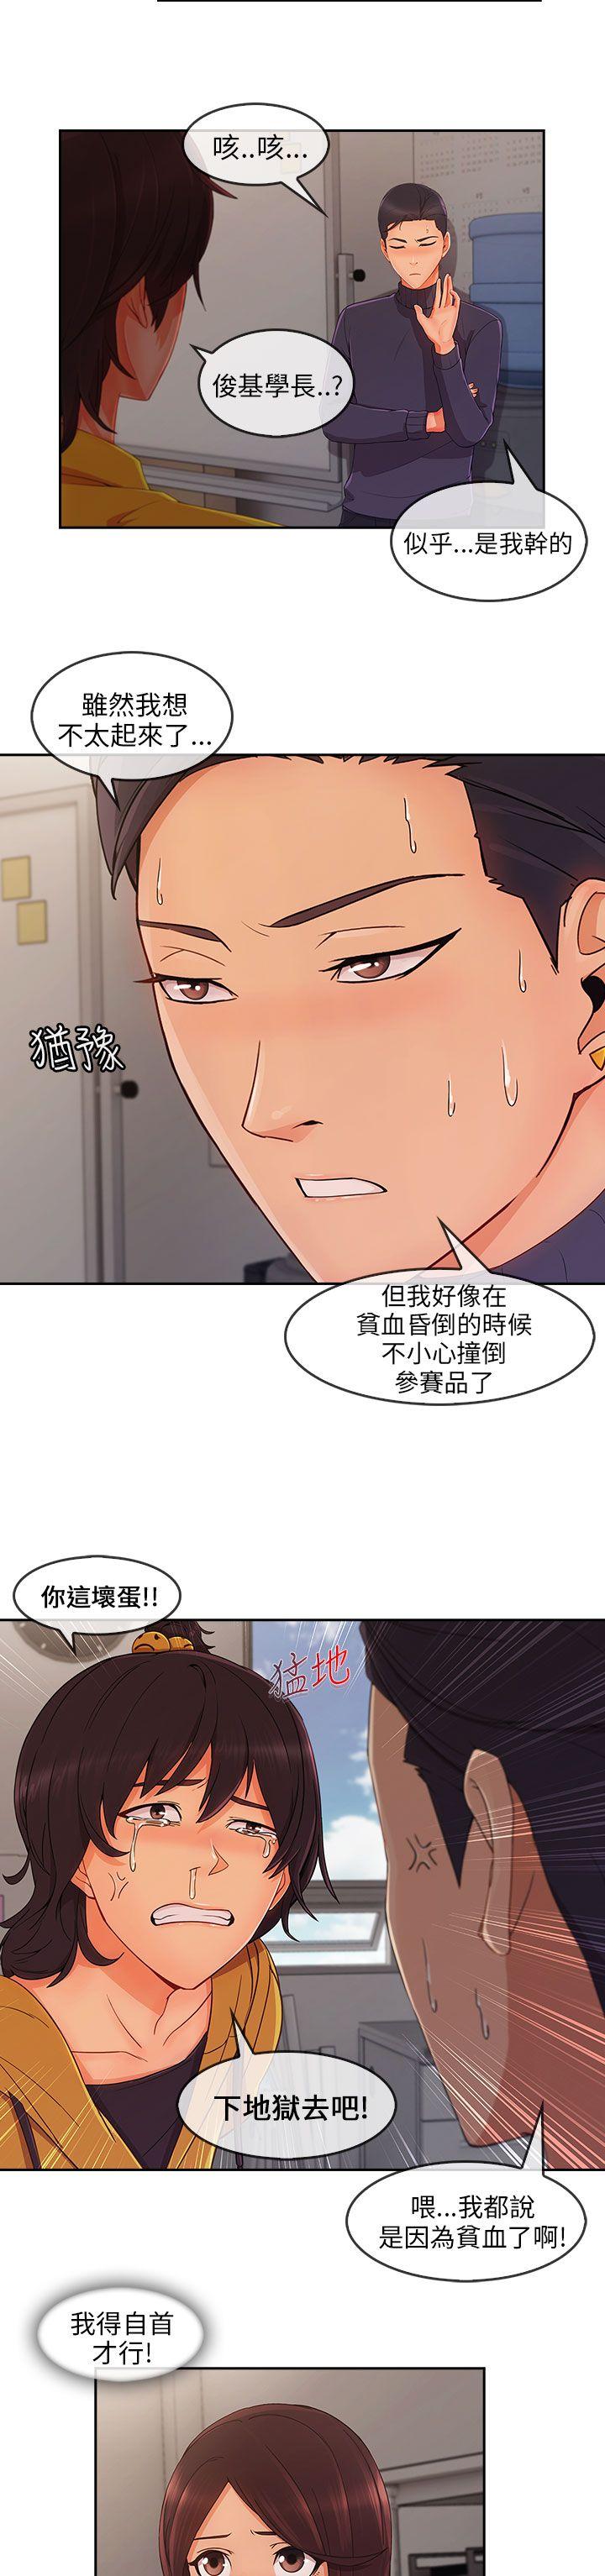 咳..咳...
俊基學長..?
似乎...是我幹的
雖然我想
不太起來了...
猶豫
但我好像在
貧血昏倒的時候
不小心撞倒
參賽品了
你這壞蛋!!
猛地
下地獄去吧!
喂...我都說
是因為貧血了啊!
我得自首
才行!